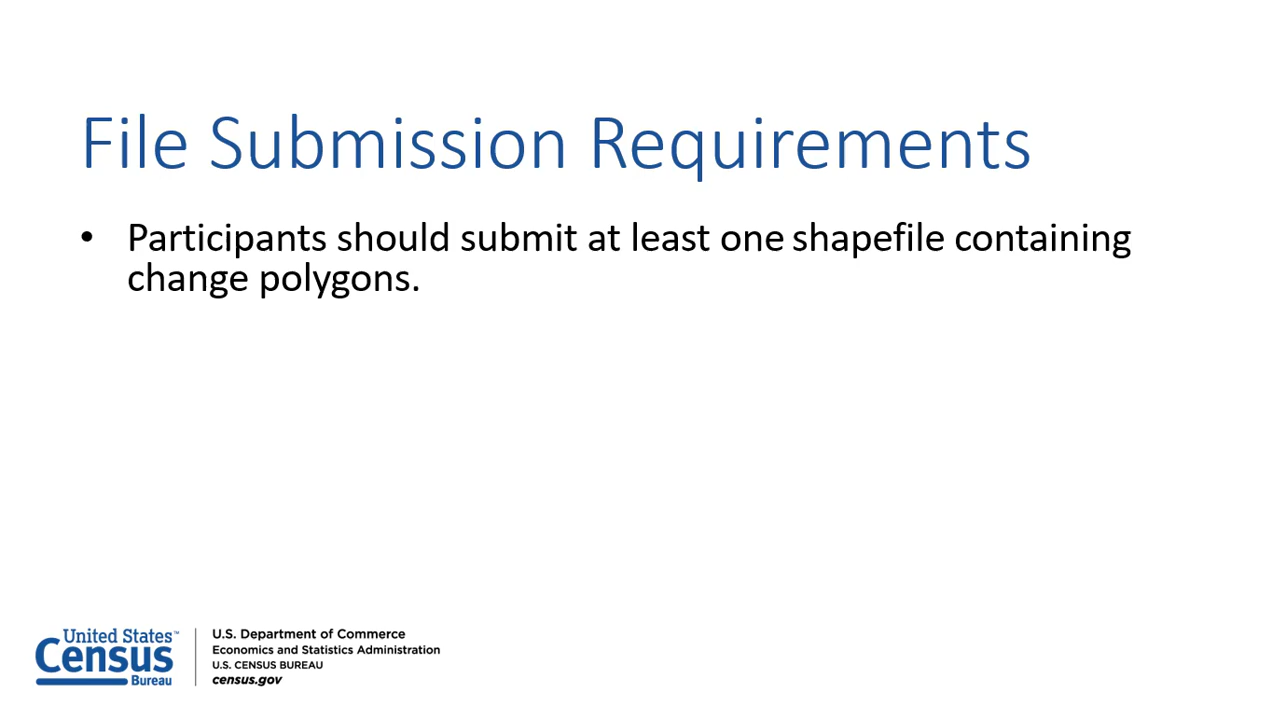 File Submission Requirements
• Participants should submit at least one shapefile containing
change polygons.
United States™
Census
Bureau
U.S. Department of Commerce
Economics and Statistics Administration
U.S. CENSUS BUREAU
census.gov